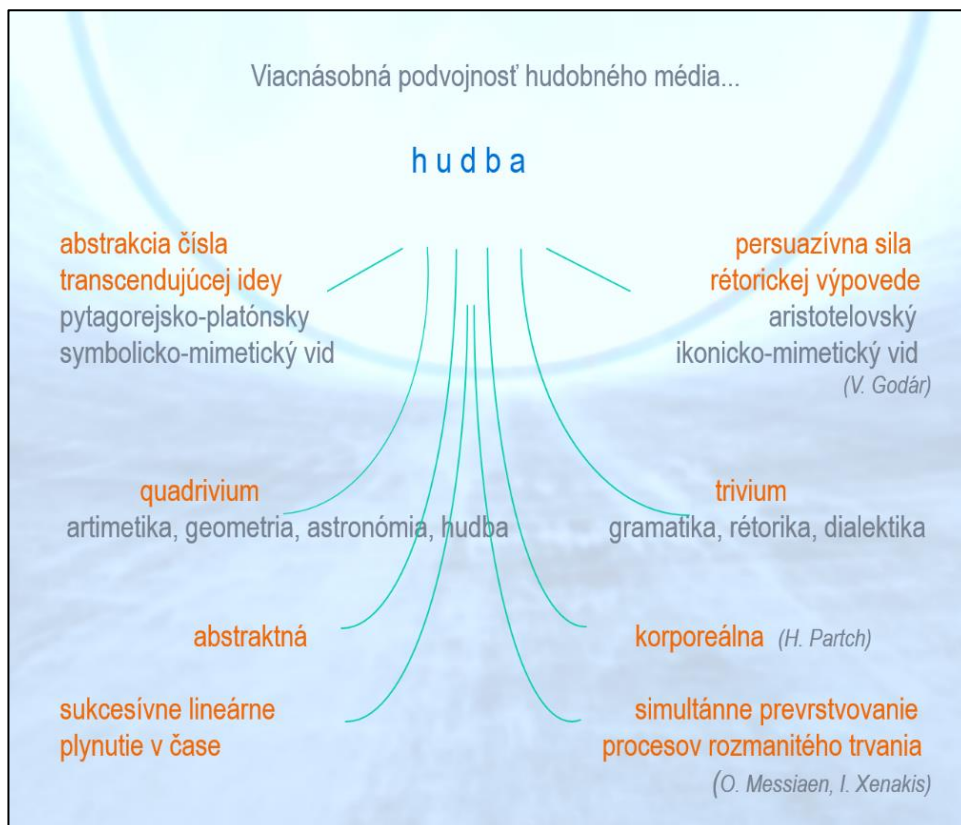 Viacnásobná podvojnosť hudobného média...
h u d b a
abstrakcia čísla
transcendujúcej idey
pytagorejsko-platónsky
symbolicko-mimetický vid
persuazívna sila
rétorickej výpovede
aristotelovský
ikonicko-mimetický vid
(V. Godár)
quadrivium
artimetika, geometria, astronómia, hudba
trivium
gramatika, rétorika, dialektika
abstraktná
korporeálna (H. Partch)
sukcesívne lineárne
plynutie v čase
simultánne prevrstvovanie
procesov rozmanitého trvania
(O. Messiaen, I. Xenakis)